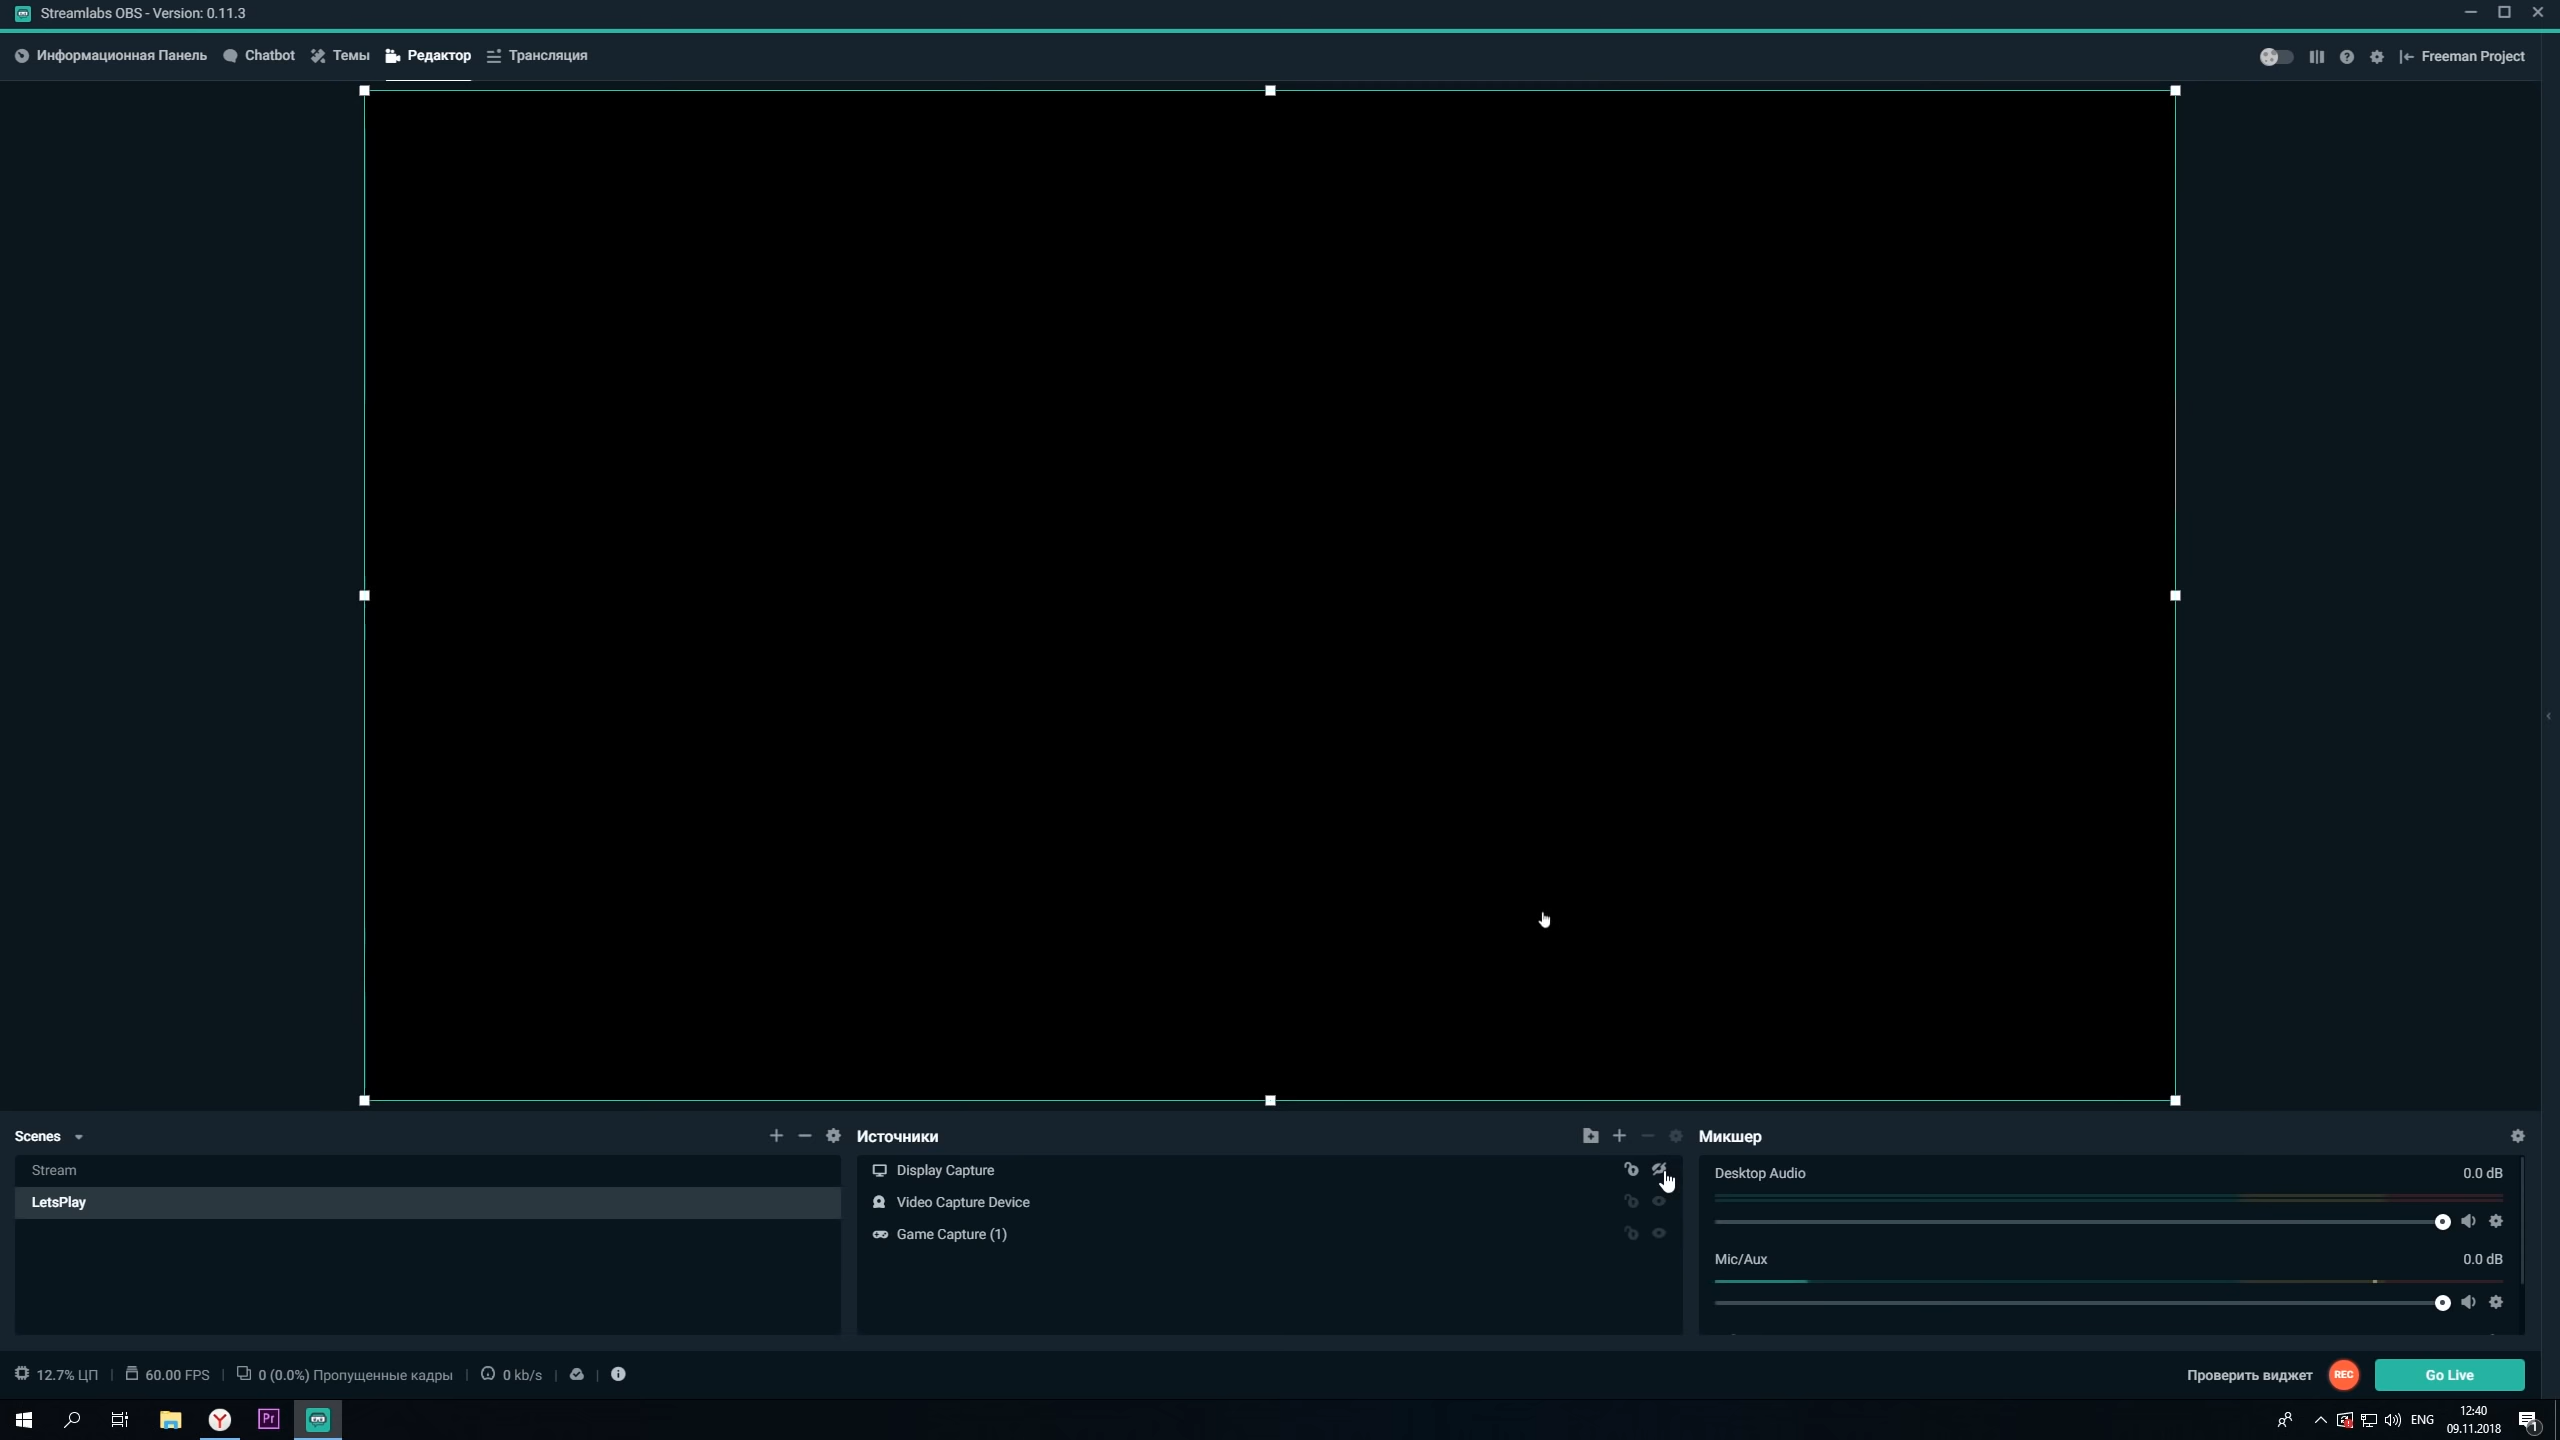 Streamlabs OBS - Version: 0.11.3
Информационная Панель
Chatbot
Темы
Редактор
Трансляция
Freeman Project
Scenes
Stream
LetsPlay
Источники
Display Capture
Video Capture Device
Game Capture (1)
Микшер
Desktop Audio
0.0 dB
Mic/Aux
0.0 dB
12.7% ЦП
60.00 FPS
0 (0.0%) Пропущенные кадры
0 kb/s
Проверить виджет
REC
Go Live
Pr
ENG
12:40
09.11.2018
1